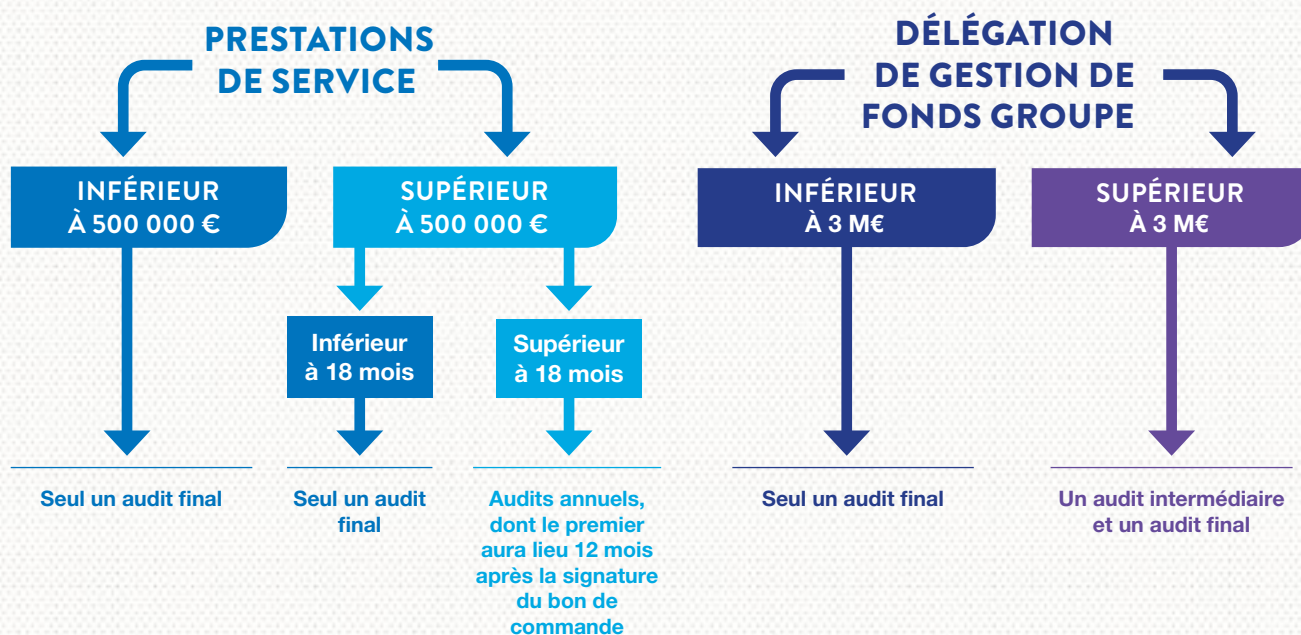 PRESTATIONS
DE SERVICE
INFÉRIEUR
À 500 000 €
SUPÉRIEUR
À 500 000 €
Inférieur
à 18 mois
Supérieur
à 18 mois
Seul un audit final
Seul un audit
final
Audits annuels,
dont le premier
aura lieu 12 mois
après la signature
du bon de
commande
DÉLÉGATION
DE GESTION DE
FONDS GROUPE
INFÉRIEUR
À 3 M€
SUPÉRIEUR
À 3 M€
Seul un audit final
Un audit intermédiaire
et un audit final